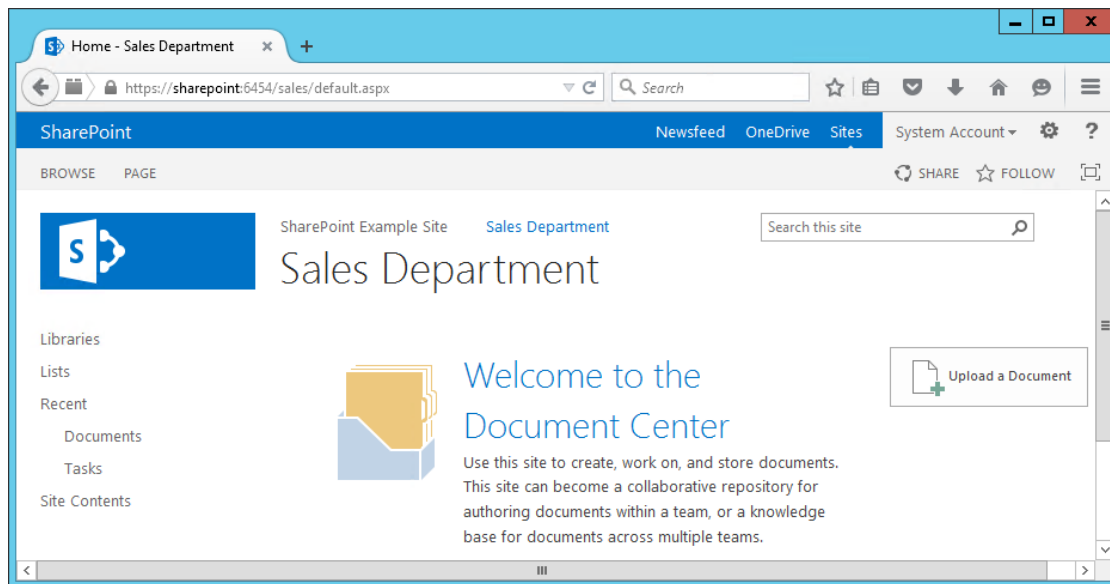 Home - Sales Department
https://sharepoint:6454/sales/default.aspx
Search
SharePoint
Newsfeed OneDrive Sites System Account
BROWSE PAGE
SHARE FOLLOW
SharePoint Example Site Sales Department
Search this site
Sales Department
Libraries
Lists
Recent
Documents
Tasks
Site Contents
Welcome to the
Document Center
Use this site to create, work on, and store documents.
This site can become a collaborative repository for
authoring documents within a team, or a knowledge
base for documents across multiple teams.
Upload a Document